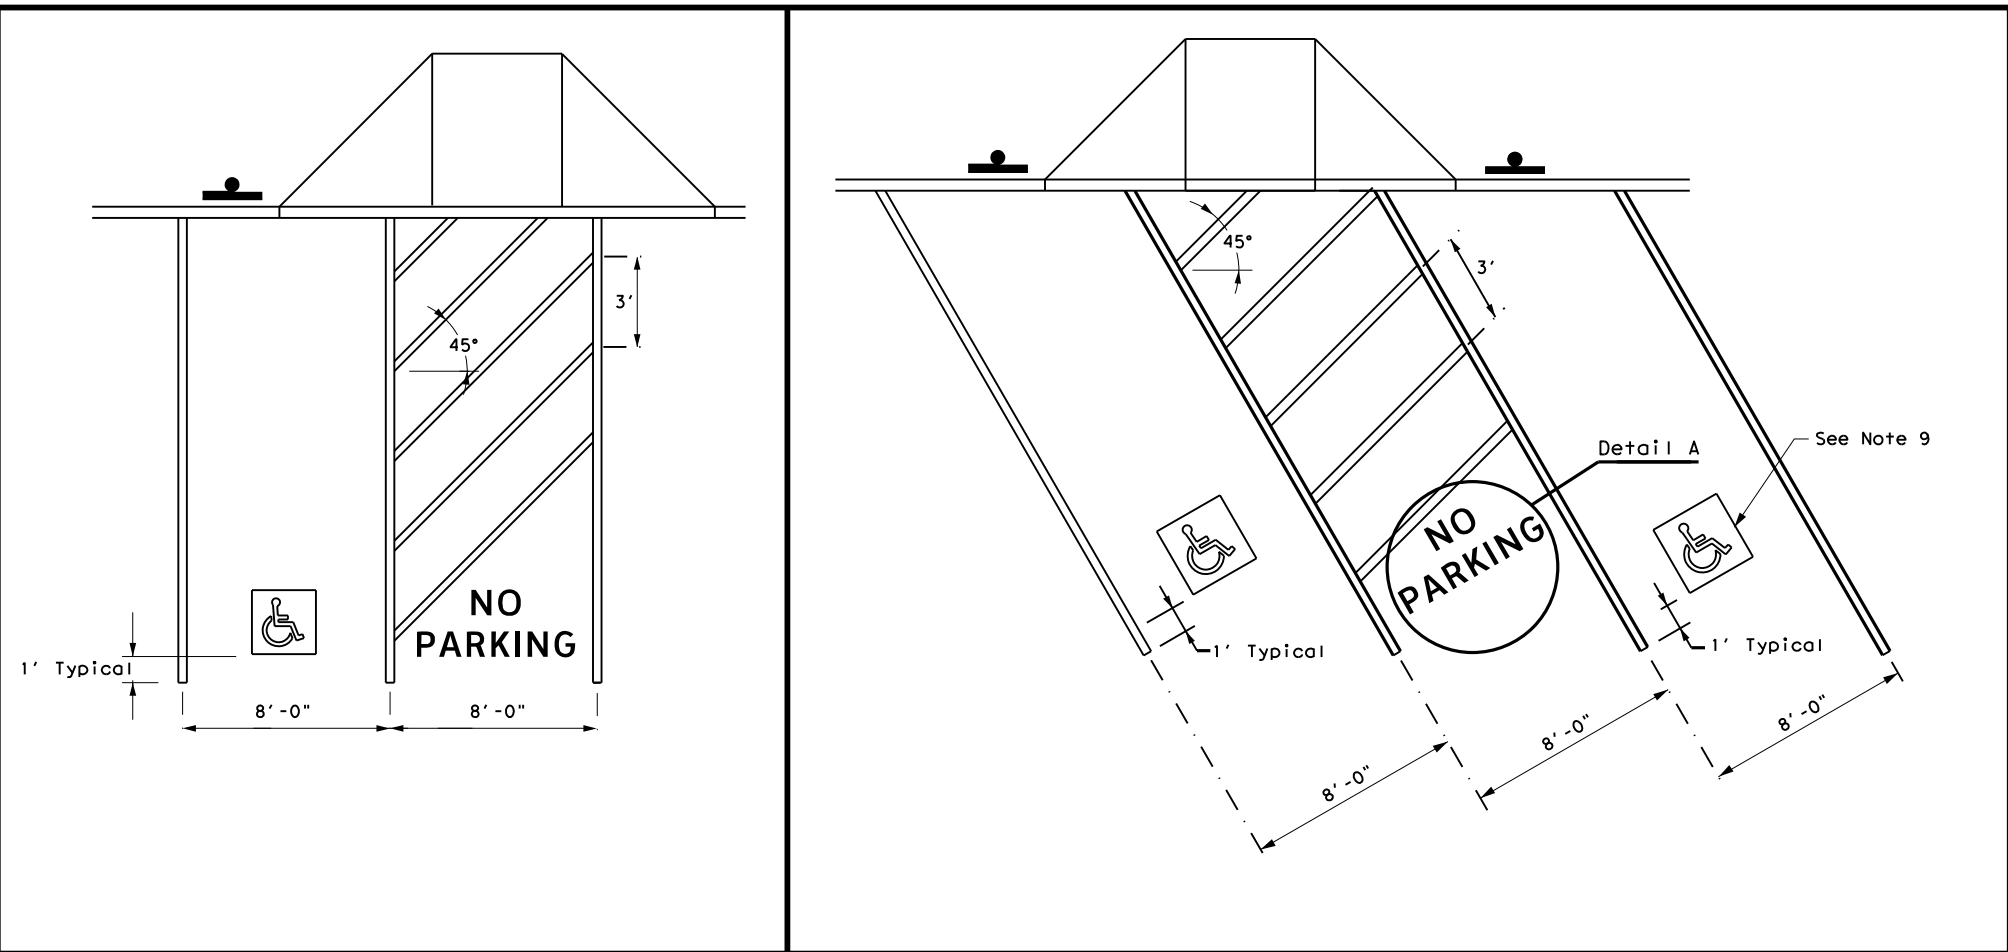 45°
3'
NO
PARKING
1' Typical
8'-0"
8'-0"
45°
3'
Detail A
See Note 9
NO
PARKING
1' Typical
1' Typical
8'-0"
8'-0"
8'-0"